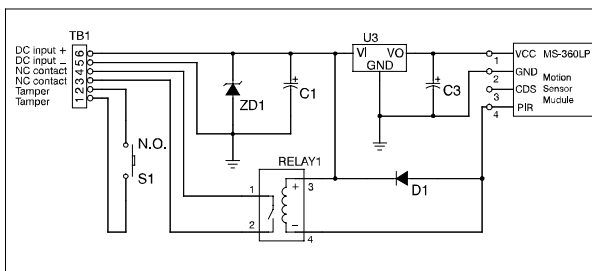 TB1
DC input +
DC input –
NC contact
NC contact
Tamper
Tamper
6
5
4
3
2
1
N.O.
S1
ZD1
+
C1
U3
VI VO
GND
+
C3
VCC
1
GND
2
CDS
3
PIR
4
MS-360LP
Motion
Sensor
Mudule
RELAY1
1
2
+
3
–
4
D1